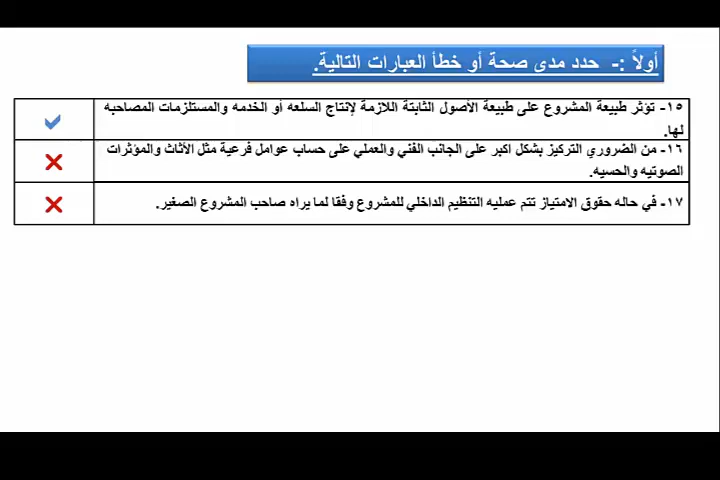 أولاً :- حدد مدى صحة أو خطأ العبارات التالية.
١٥- تؤثر طبيعة المشروع على طبيعة الأصول الثابتة اللازمة لإنتاج السلعه أو الخدمه والمستلزمات المصاحبه
لها.
١٦- من الضروري التركيز بشكل اكبر على الجانب الفني والعملي على حساب عوامل فرعية مثل الأثاث والمؤثرات
الصوتيه والحسيه.
١٧- في حاله حقوق الامتياز تتم عمليه التنظيم الداخلي للمشروع وفقا لما يراه صاحب المشروع الصغير.